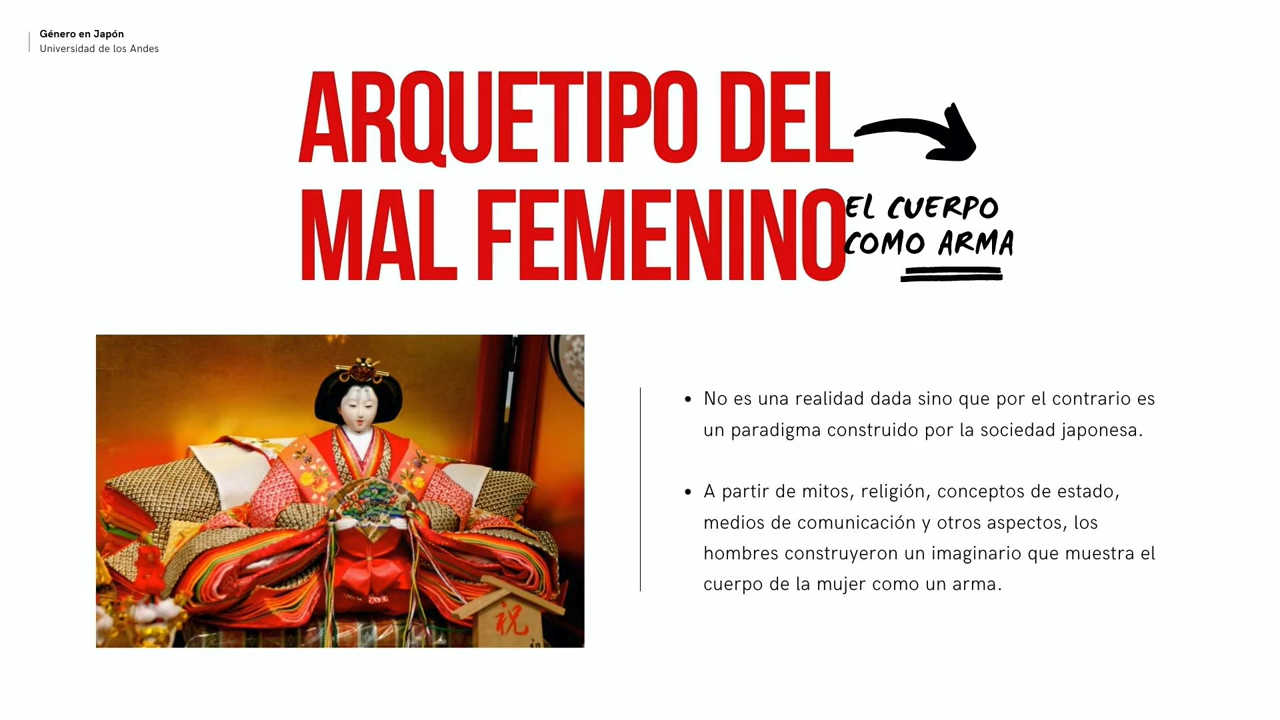 Género en Japón
Universidad de los Andes
ARQUETIPO DEL
MAL FEMENINO
EL CUERPO
COMO ARMA
• No es una realidad dada sino que por el contrario es
un paradigma construido por la sociedad japonesa.
• A partir de mitos, religión, conceptos de estado,
medios de comunicación y otros aspectos, los
hombres construyeron un imaginario que muestra el
cuerpo de la mujer como un arma.
祝